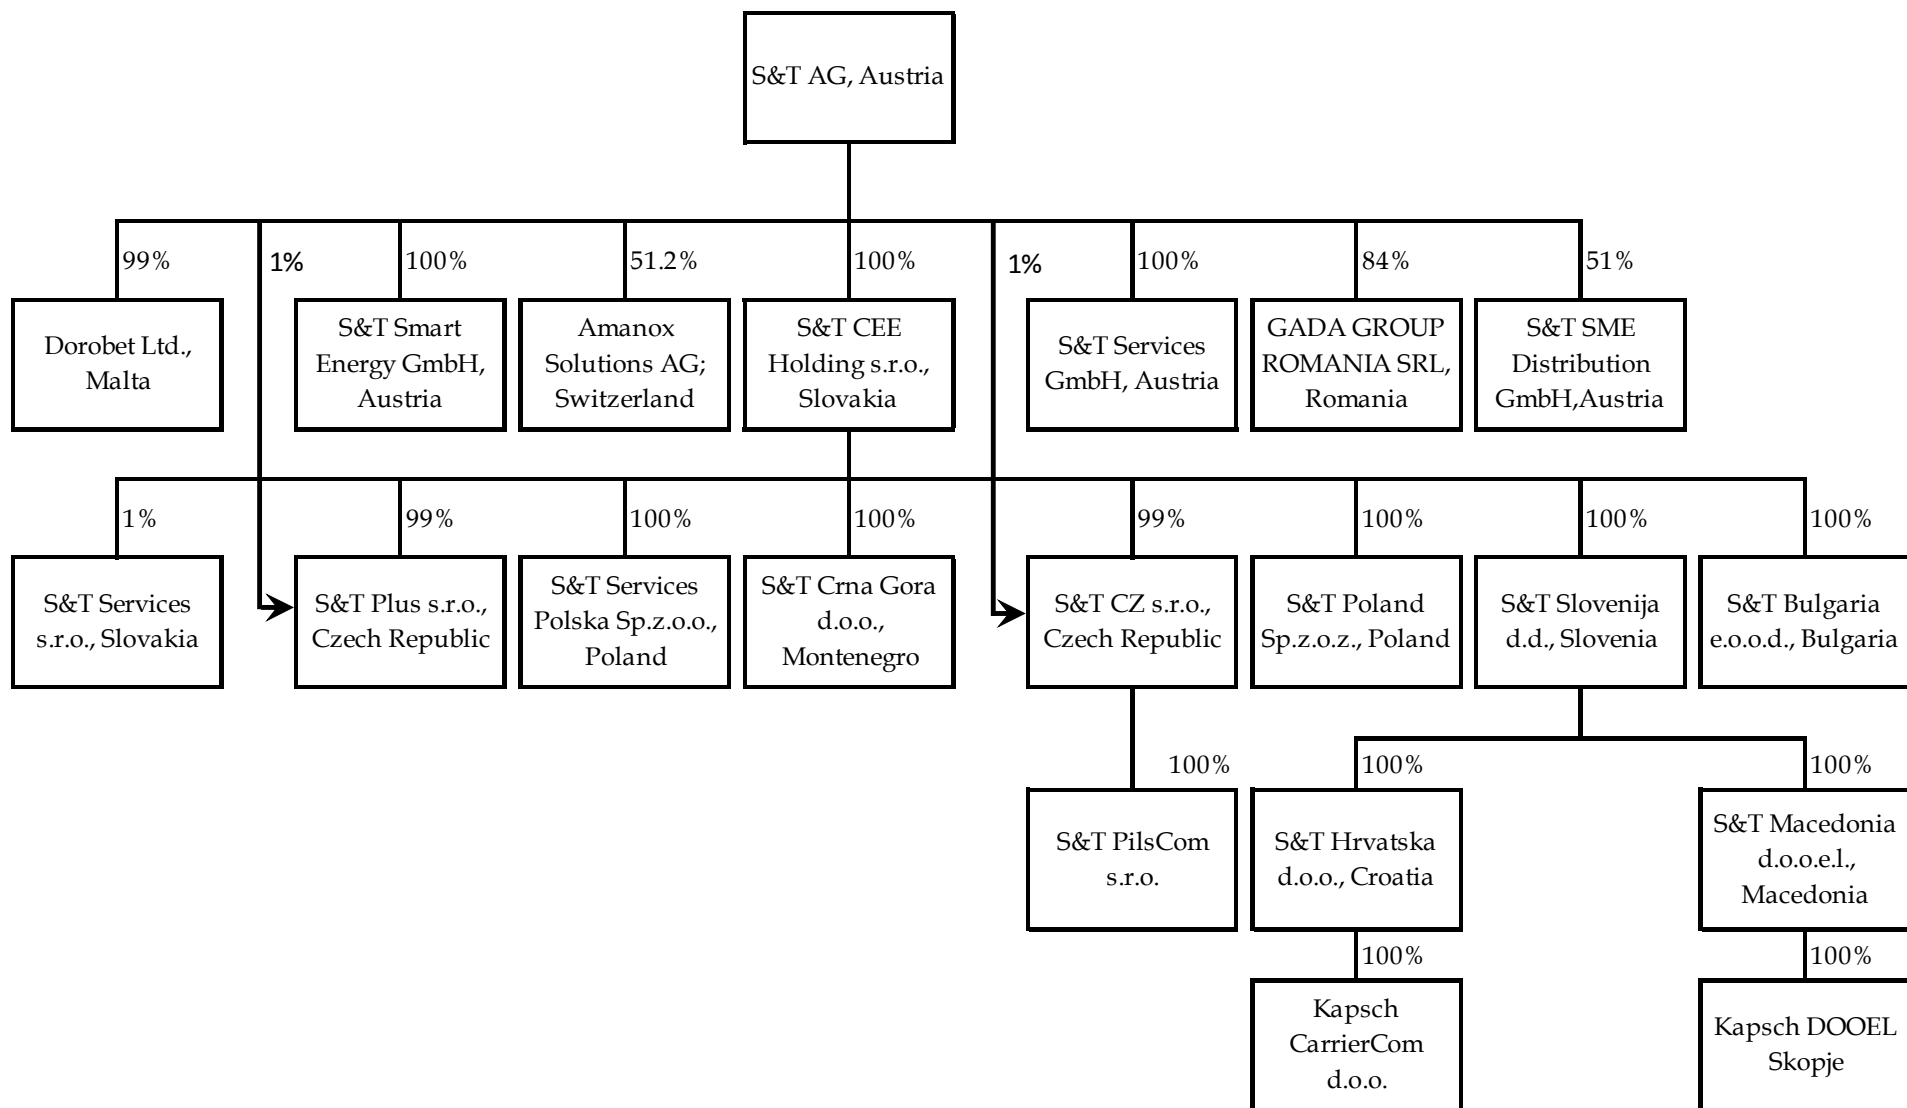 S&T AG, Austria
99%
1%
100%
51.2%
100%
1%
100%
84%
51%
Dorobet Ltd.,
Malta
S&T Smart
Energy GmbH,
Austria
Amanox
Solutions AG;
Switzerland
S&T CEE
Holding s.r.o.,
Slovakia
S&T Services
GmbH, Austria
GADA GROUP
ROMANIA SRL,
Romania
S&T SME
Distribution
GmbH,Austria
1%
99%
100%
100%
99%
100%
100%
100%
S&T Services
s.r.o., Slovakia
S&T Plus s.r.o.,
Czech Republic
S&T Services
Polska Sp.z.o.o.,
Poland
S&T Crna Gora
d.o.o.,
Montenegro
S&T CZ s.r.o.,
Czech Republic
S&T Poland
Sp.z.o.z., Poland
S&T Slovenija
d.d., Slovenia
S&T Bulgaria
e.o.o.d., Bulgaria
100%
100%
100%
S&T PilsCom
s.r.o.
S&T Hrvatska
d.o.o., Croatia
S&T Macedonia
d.o.o.e.l.,
Macedonia
100%
100%
Kapsch
CarrierCom
d.o.o.
Kapsch DOOEL
Skopje